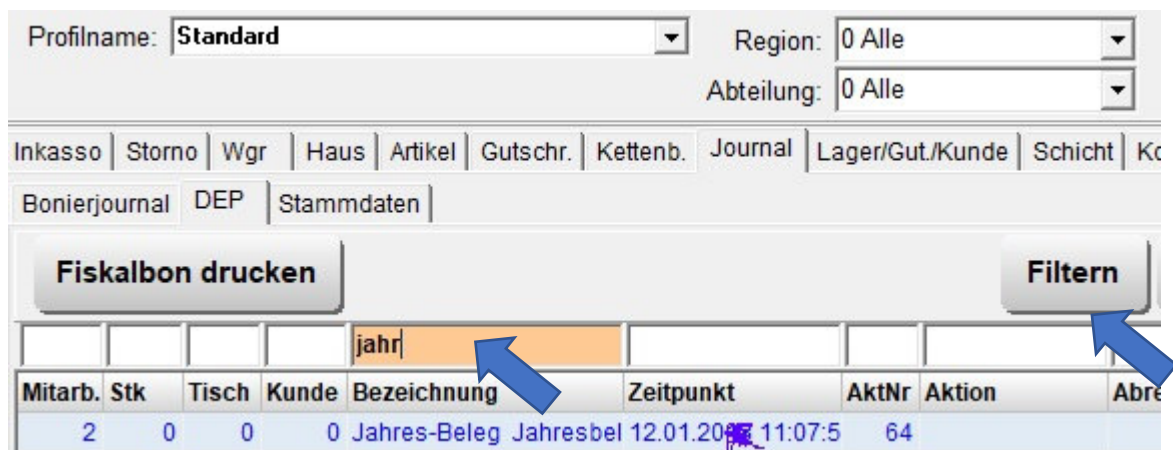 Profilname: Standard Region: 0 Alle
Abteilung: 0 Alle
Inkasso Storno Wgr Haus Artikel Gutschr. Kettenb. Journal Lager/Gut./Kunde Schicht
Bonierjournal DEP Stammdaten
Fiskalbon drucken Filtern
jahr
Mitarb. Stk Tisch Kunde Bezeichnung Zeitpunkt AktNr Aktion Abre
2 0 0 0 Jahres-Beleg Jahresbel 11:07:5 64